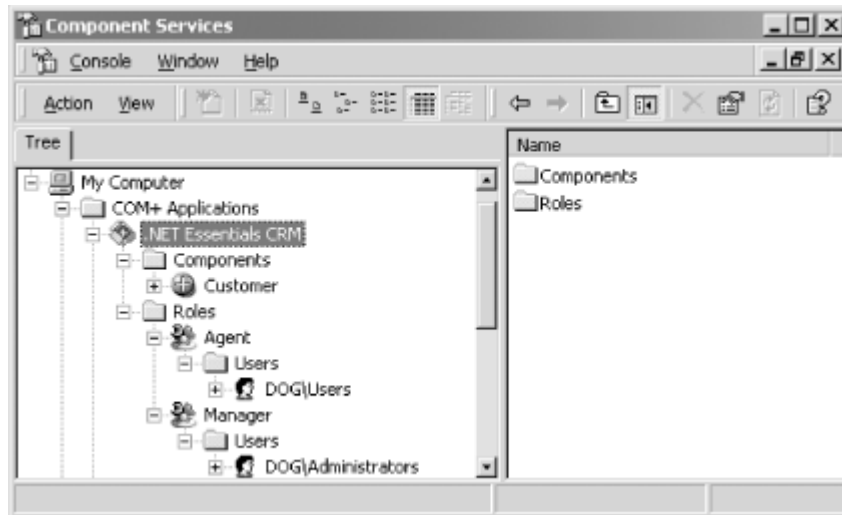 Component Services
Console Window Help
Action View
Tree
Name
My Computer
COM+ Applications
.NET Essentials CRM
Components
Customer
Roles
Agent
Users
DOG\Users
Manager
Users
DOG\Administrators
Components
Roles